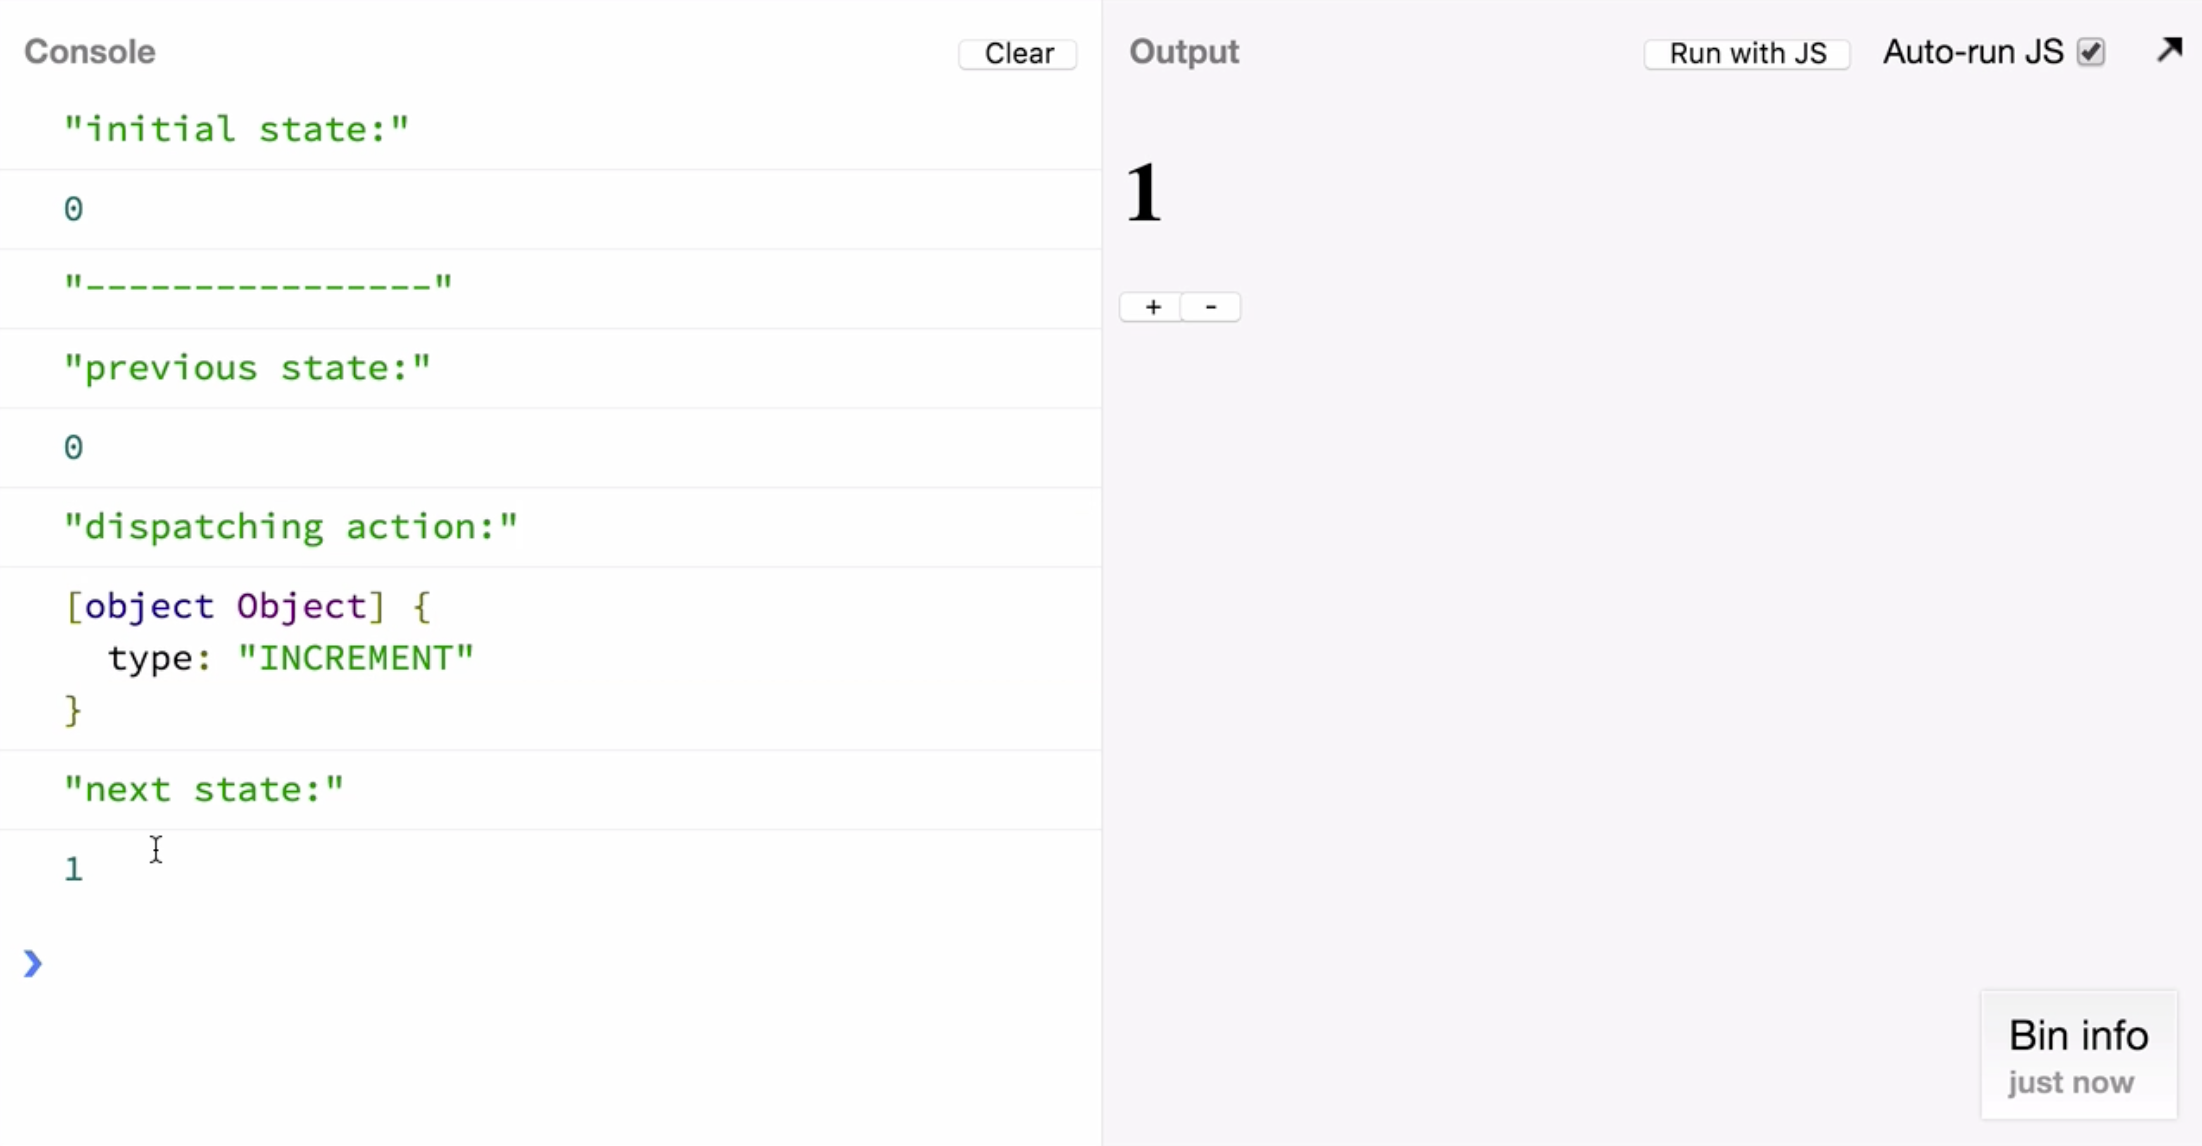 Console
Clear
"initial state:"
0
"----------------"
"previous state:"
0
"dispatching action:"
[object Object] {
  type: "INCREMENT"
}
"next state:"
1
❯
Output
Run with JS
Auto-run JS
1
+ -
Bin info
just now